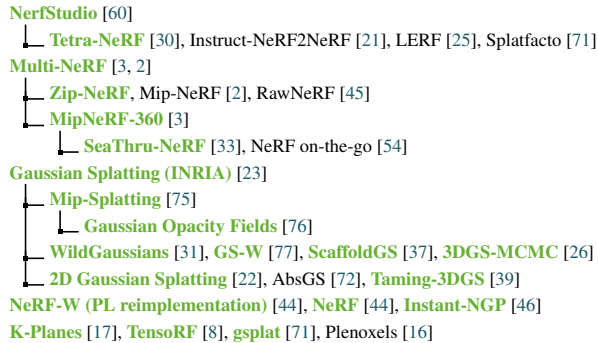 NerfStudio [60]
Tetra-NeRF [30], Instruct-NeRF2NeRF [21], LERF [25], Splatfacto [71]
Multi-NeRF [3, 2]
Zip-NeRF, Mip-NeRF [2], RawNeRF [45]
MipNeRF-360 [3]
SeaThru-NeRF [33], NeRF on-the-go [54]
Gaussian Splatting (INRIA) [23]
Mip-Splatting [75]
Gaussian Opacity Fields [76]
WildGaussians [31], GS-W [77], ScaffoldGS [37], 3DGS-MCMC [26]
2D Gaussian Splatting [22], AbsGS [72], Taming-3DGS [39]
NeRF-W (PL reimplementation) [44], NeRF [44], Instant-NGP [46]
K-Planes [17], TensoRF [8], gsplat [71], Plenoxels [16]